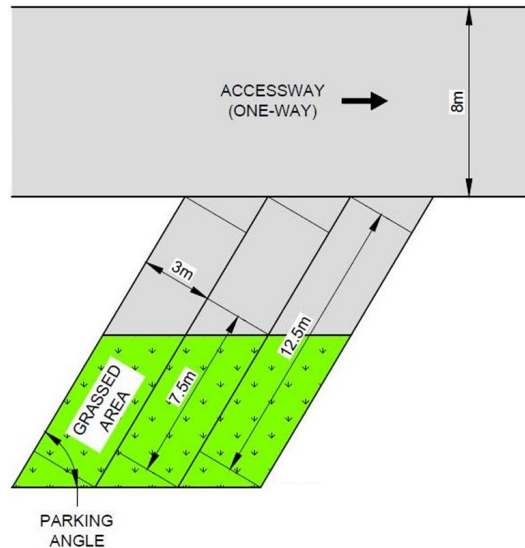 ACCESSWAY
(ONE-WAY)
8m
3m
12.5m
7.5m
GRASSED
AREA
PARKING
ANGLE